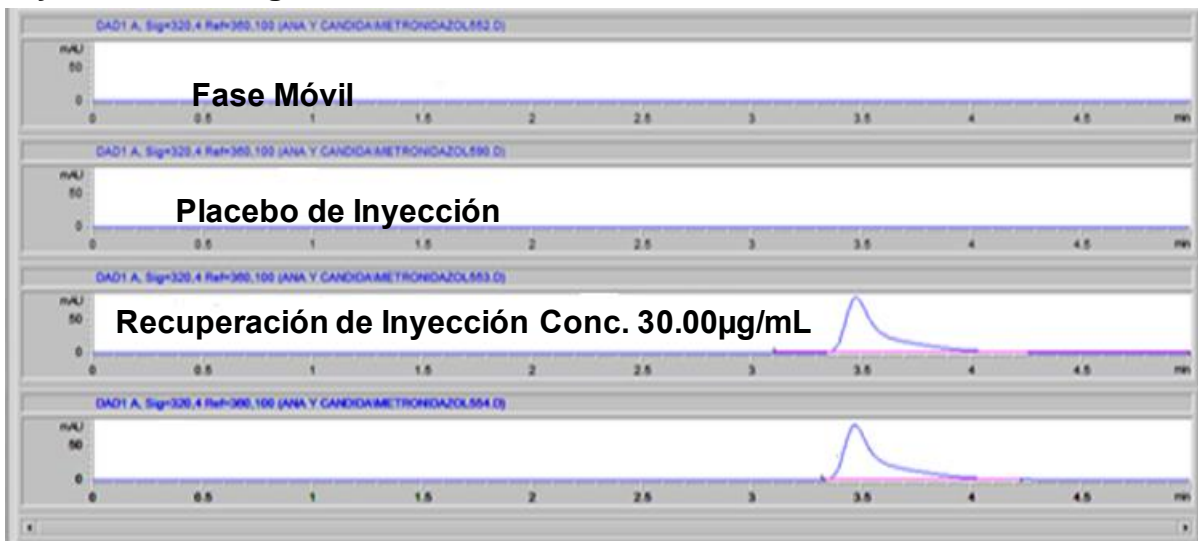 DAD1 A, Sig=320,4 Ref=360,100 (ANA Y CANDIDA\METRONIDAZOL552.D)
mAU
50
Fase Móvil
0
0 0.5 1 1.5 2 2.5 3 3.5 4 4.5 min
DAD1 A, Sig=320,4 Ref=360,100 (ANA Y CANDIDA\METRONIDAZOL590.D)
mAU
50
Placebo de Inyección
0
0 0.5 1 1.5 2 2.5 3 3.5 4 4.5 min
DAD1 A, Sig=320,4 Ref=360,100 (ANA Y CANDIDA\METRONIDAZOL553.D)
mAU
50
Recuperación de Inyección Conc. 30.00µg/mL
0
0 0.5 1 1.5 2 2.5 3 3.5 4 4.5 min
DAD1 A, Sig=320,4 Ref=360,100 (ANA Y CANDIDA\METRONIDAZOL554.D)
mAU
50
0
0 0.5 1 1.5 2 2.5 3 3.5 4 4.5 min